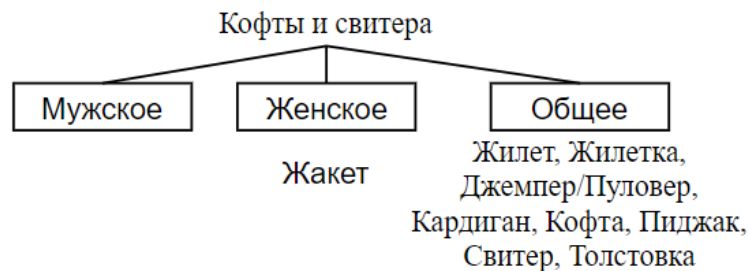 Кофты и свитера
Мужское
Женское
Общее
Жакет
Жилет, Жилетка,
Джемпер/Пуловер,
Кардиган, Кофта, Пиджак,
Свитер, Толстовка